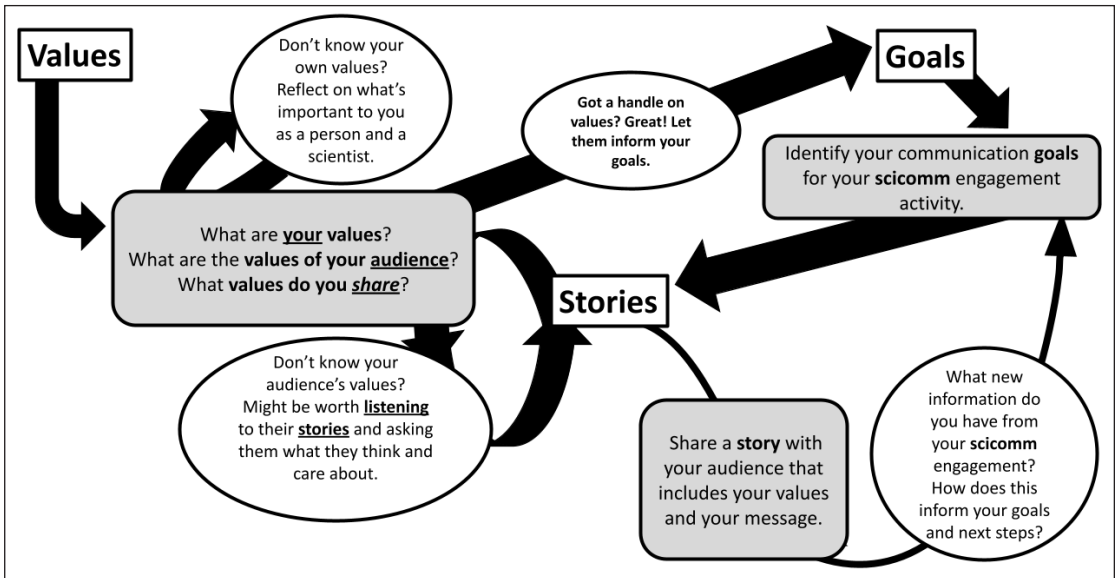 Values
Don’t know your
own values?
Reflect on what’s
important to you
as a person and a
scientist.
Got a handle on
values? Great! Let
them inform your
goals.
Goals
Identify your communication goals
for your scicomm engagement
activity.
What are your values?
What are the values of your audience?
What values do you share?
Stories
Don’t know your
audience’s values?
Might be worth listening
to their stories and asking
them what they think and
care about.
Share a story with
your audience that
includes your values
and your message.
What new
information do
you have from
your scicomm
engagement?
How does this
inform your goals
and next steps?